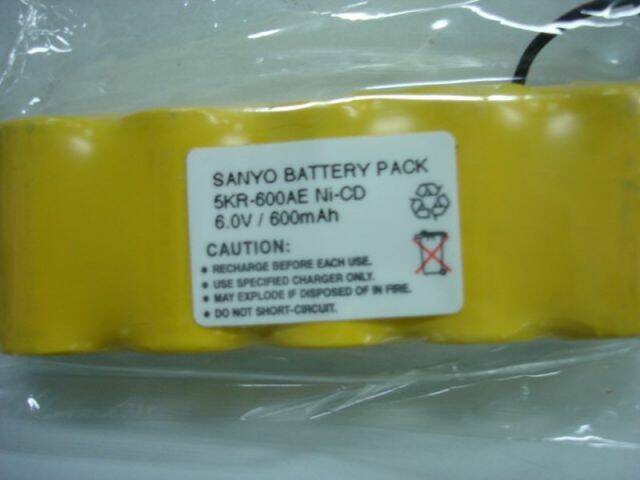 SANYO BATTERY PACK
5KR-600AE Ni-CD
6.0V / 600mAh
CAUTION:
• RECHARGE BEFORE EACH USE.
• USE SPECIFIED CHARGER ONLY.
• MAY EXPLODE IF DISPOSED OF IN FIRE.
• DO NOT SHORT-CIRCUIT.